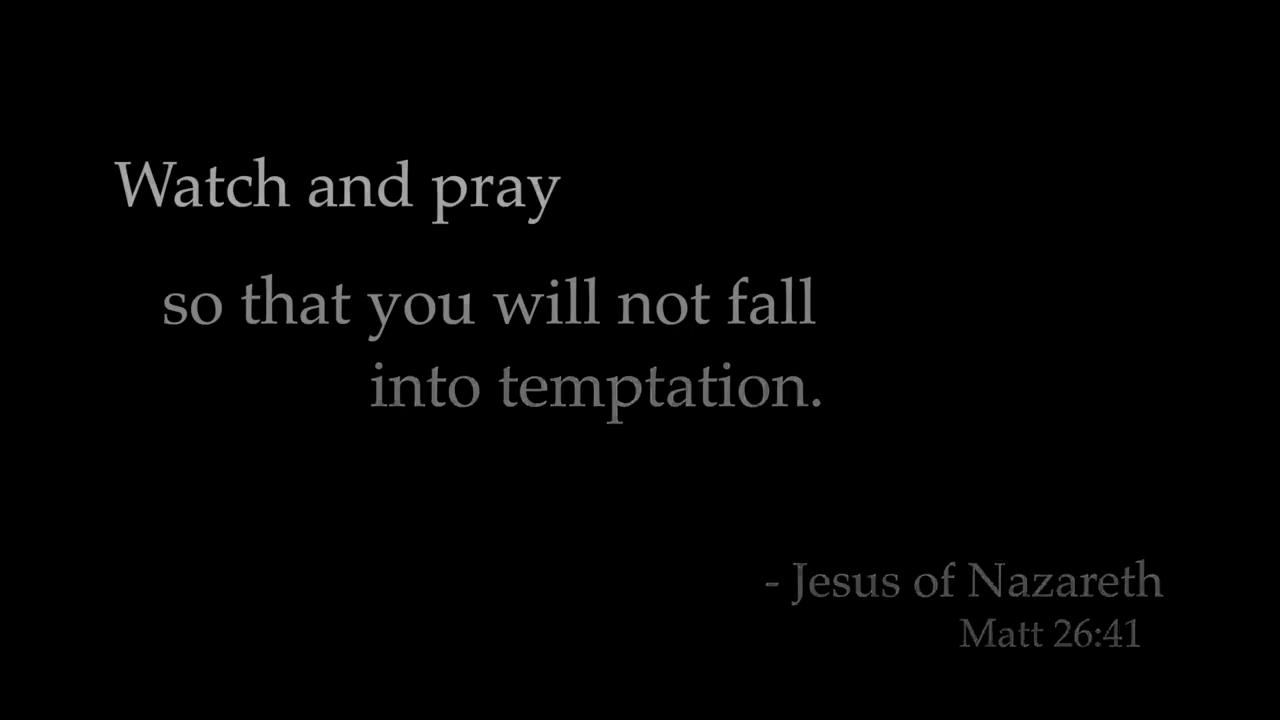 Watch and pray
so that you will not fall
into temptation.
- Jesus of Nazareth
Matt 26:41